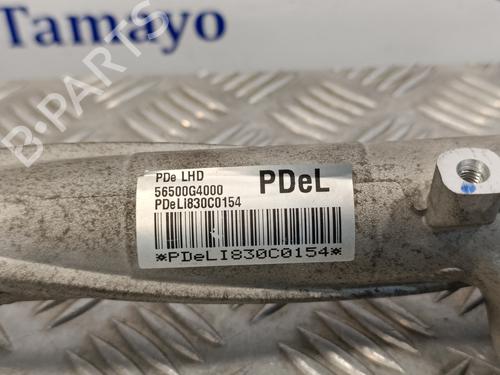 Tamayo
B-PARTS
PDe LHD
56500G4000
PDeLi830C0154
PDeL
*PDeLI830C0154*